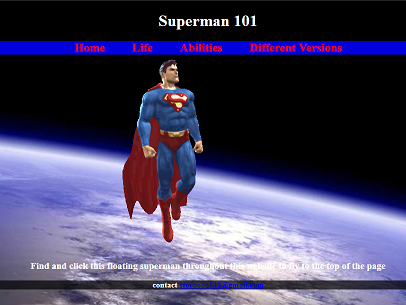 Superman 101
Home Life Abilities Different Versions
Find and click this floating superman throughout this website to fly to the top of the page
contact